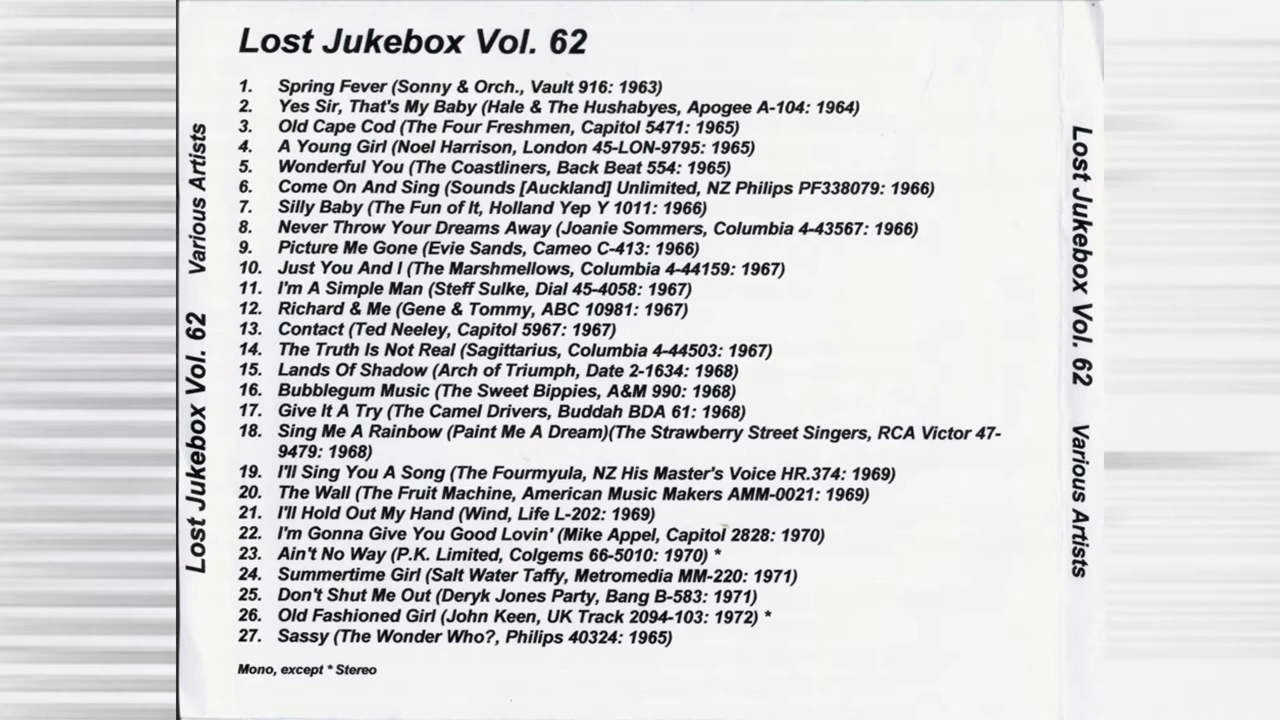 Lost Jukebox Vol. 62
1. Spring Fever (Sonny & Orch., Vault 916: 1963)
2. Yes Sir, That's My Baby (Hale & The Hushabyes, Apogee A-104: 1964)
3. Old Cape Cod (The Four Freshmen, Capitol 5471: 1965)
4. A Young Girl (Noel Harrison, London 45-LON-9795: 1965)
5. Wonderful You (The Coastliners, Back Beat 554: 1965)
6. Come On And Sing (Sounds [Auckland] Unlimited, NZ Philips PF338079: 1966)
7. Silly Baby (The Fun of It, Holland Yep Y 1011: 1966)
8. Never Throw Your Dreams Away (Joanie Sommers, Columbia 4-43567: 1966)
9. Picture Me Gone (Evie Sands, Cameo C-413: 1966)
10. Just You And I (The Marshmellows, Columbia 4-44159: 1967)
11. I'm A Simple Man (Steff Sulke, Dial 45-4058: 1967)
12. Richard & Me (Gene & Tommy, ABC 10981: 1967)
13. Contact (Ted Neeley, Capitol 5967: 1967)
14. The Truth Is Not Real (Sagittarius, Columbia 4-44503: 1967)
15. Lands Of Shadow (Arch of Triumph, Date 2-1634: 1968)
16. Bubblegum Music (The Sweet Bippies, A&M 990: 1968)
17. Give It A Try (The Camel Drivers, Buddah BDA 61: 1968)
18. Sing Me A Rainbow (Paint Me A Dream)(The Strawberry Street Singers, RCA Victor 47-
9479: 1968)
19. I'll Sing You A Song (The Fourmyula, NZ His Master's Voice HR.374: 1969)
20. The Wall (The Fruit Machine, American Music Makers AMM-0021: 1969)
21. I'll Hold Out My Hand (Wind, Life L-202: 1969)
22. I'm Gonna Give You Good Lovin' (Mike Appel, Capitol 2828: 1970)
23. Ain't No Way (P.K. Limited, Colgems 66-5010: 1970) *
24. Summertime Girl (Salt Water Taffy, Metromedia MM-220: 1971)
25. Don't Shut Me Out (Deryk Jones Party, Bang B-583: 1971)
26. Old Fashioned Girl (John Keen, UK Track 2094-103: 1972) *
27. Sassy (The Wonder Who?, Philips 40324: 1965)
Mono, except * Stereo
Lost Jukebox Vol. 62 Various Artists
Lost Jukebox Vol. 62 Various Artists